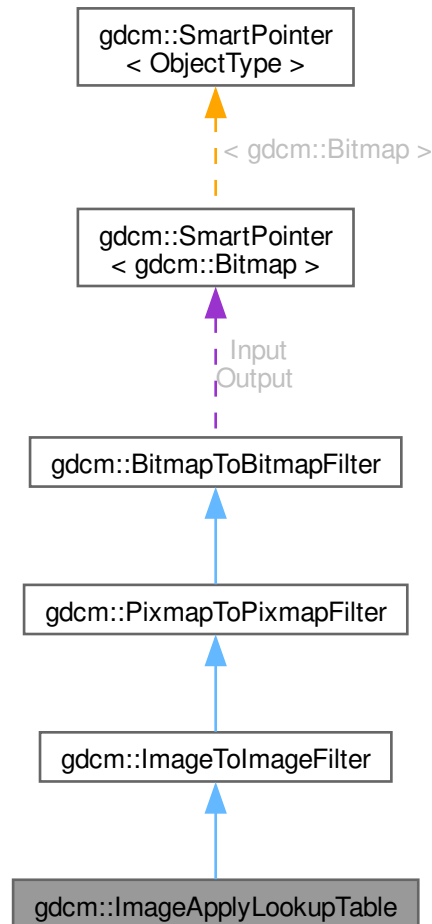 gdcm::SmartPointer
< ObjectType >
< gdcm::Bitmap >
gdcm::SmartPointer
< gdcm::Bitmap >
Input
Output
gdcm::BitmapToBitmapFilter
gdcm::PixmapToPixmapFilter
gdcm::ImageToImageFilter
gdcm::ImageApplyLookupTable